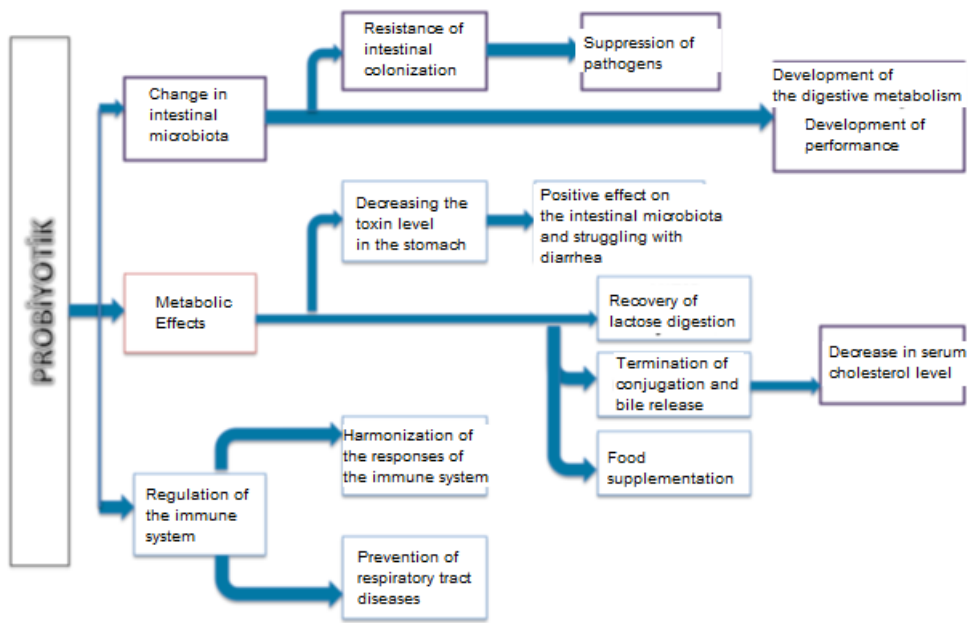 PROBİYOTİK
Change in
intestinal
microbiota
Resistance of
intestinal
colonization
Suppression of
pathogens
Development of
the digestive metabolism
Development of
performance
Metabolic
Effects
Decreasing the
toxin level
in the stomach
Positive effect on
the intestinal microbiota
and struggling with
diarrhea
Recovery of
lactose digestion
Termination of
conjugation and
bile release
Decrease in serum
cholesterol level
Food
supplementation
Regulation of
the immune
system
Harmonization of
the responses of
the immune system
Prevention of
respiratory tract
diseases